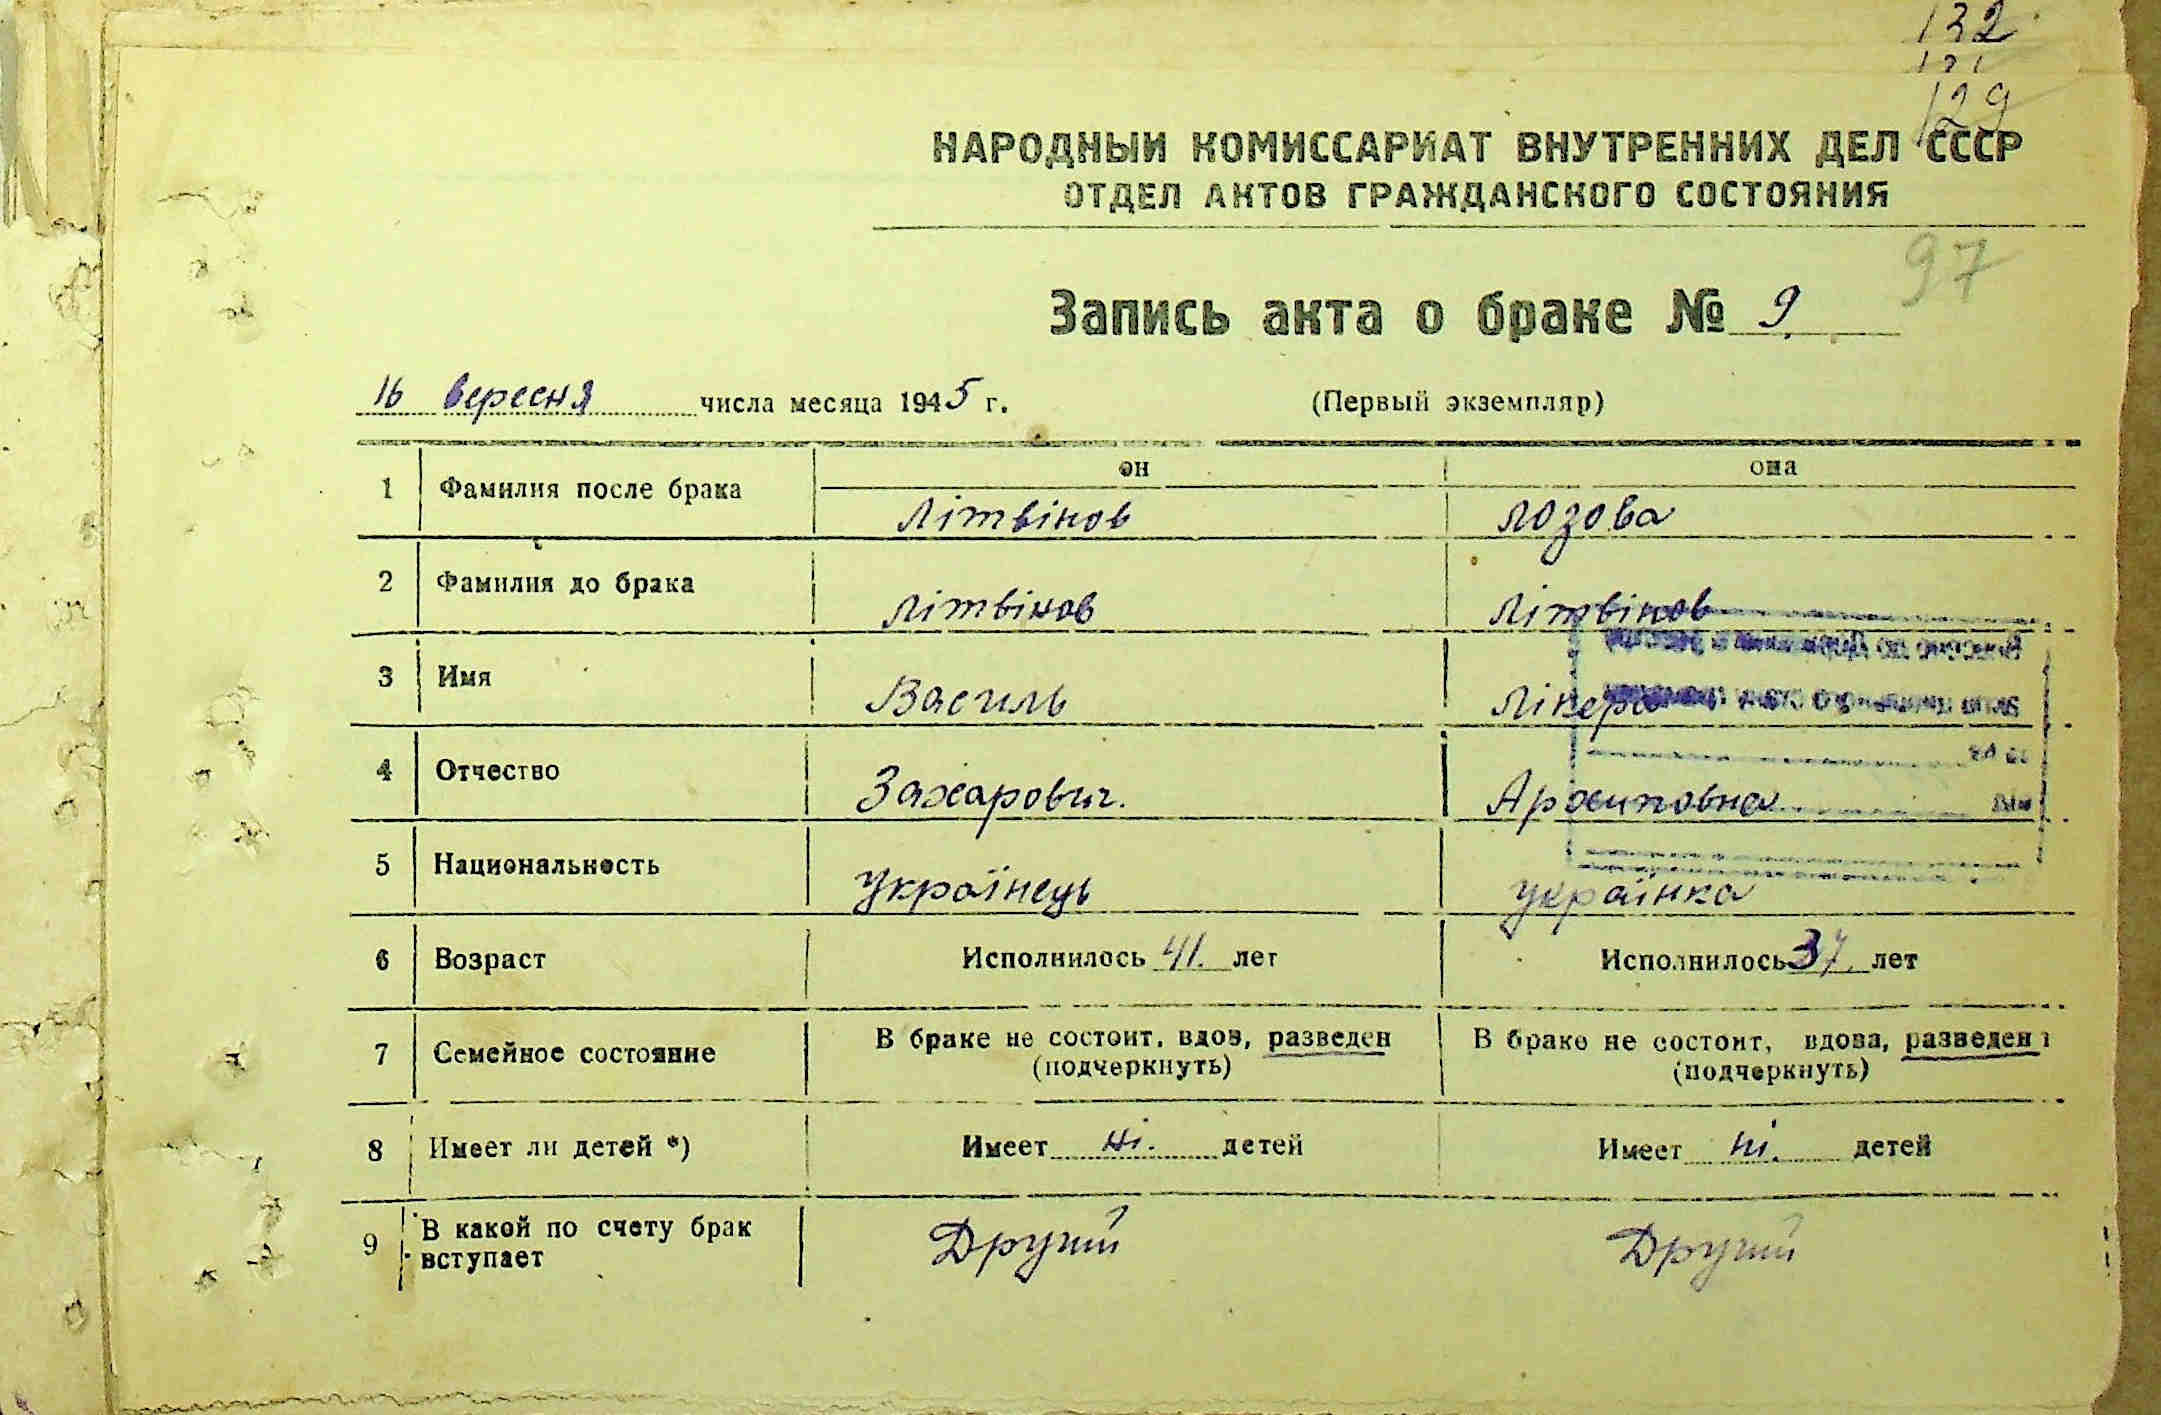 132
131
129
НАРОДНЫЙ КОМИССАРИАТ ВНУТРЕННИХ ДЕЛ СССР
ОТДЕЛ АКТОВ ГРАЖДАНСКОГО СОСТОЯНИЯ
97
Запись акта о браке № 9.
16 вересня числа месяца 1945 г. (Первый экземпляр)
он она
1 Фамилия после брака Літвінов Лозова
2 Фамилия до брака Літвінов Літвінов
3 Имя Василь Лікера
4 Отчество Захарович. Архиповна
5 Национальность Українець Українка
6 Возраст Исполнилось 41. лет Исполнилось 37. лет
7 Семейное состояние В браке не состоит, вдов, разведен В браке не состоит, вдова, разведен
(подчеркнуть) (подчеркнуть)
8 Имеет ли детей *) Имеет ні. детей Имеет ні. детей
9 В какой по счету брак Другий Другий
вступает